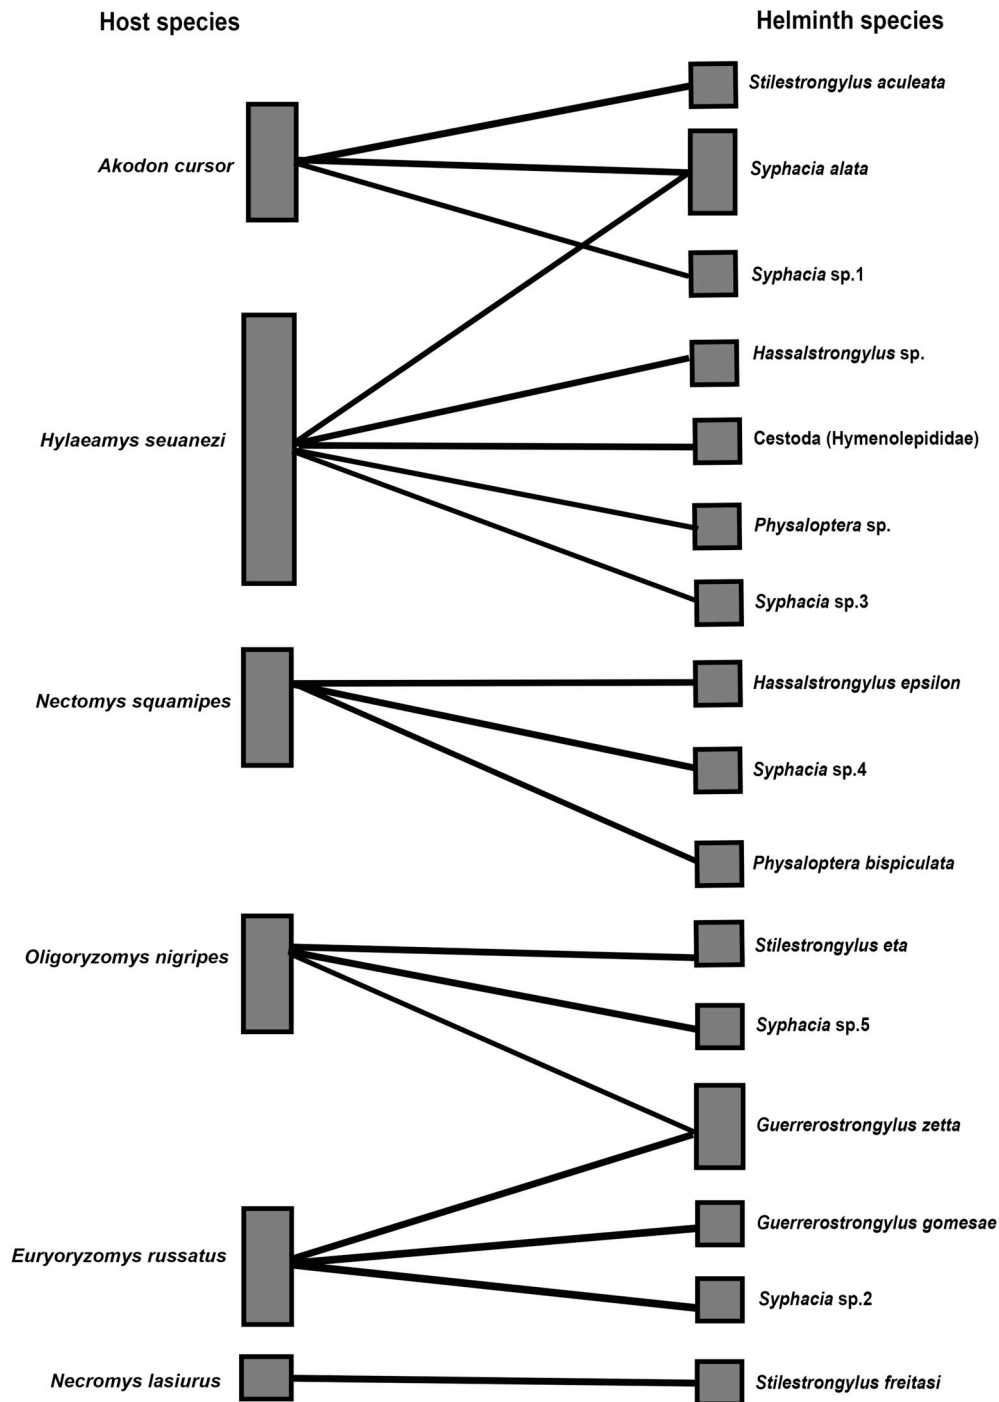 Host species
Helminth species
Akodon cursor
Hylaeamys seuanezi
Nectomys squamipes
Oligoryzomys nigripes
Euryoryzomys russatus
Necromys lasiurus
Stilestrongylus aculeata
Syphacia alata
Syphacia sp.1
Hassalstrongylus sp.
Cestoda (Hymenolepididae)
Physaloptera sp.
Syphacia sp.3
Hassalstrongylus epsilon
Syphacia sp.4
Physaloptera bispiculata
Stilestrongylus eta
Syphacia sp.5
Guerrerostrongylus zetta
Guerrerostrongylus gomesae
Syphacia sp.2
Stilestrongylus freitasi